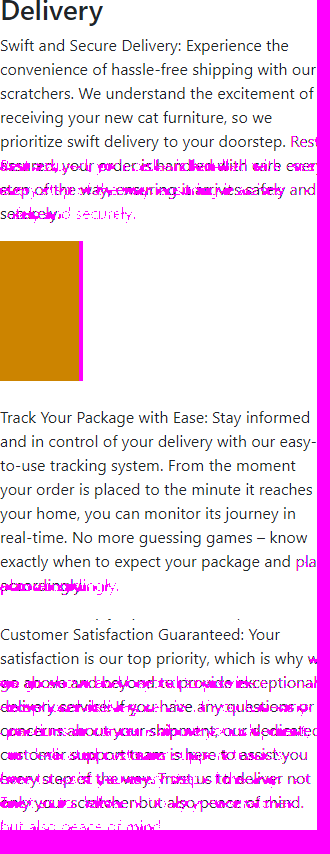 Delivery
Swift and Secure Delivery: Experience the
convenience of hassle-free shipping with our
scratchers. We understand the excitement of
receiving your new cat furniture, so we
prioritize swift delivery to your doorstep. Rest
assured, your order is handled with care every
step of the way, ensuring it arrives safely and
securely.
Track Your Package with Ease: Stay informed
and in control of your delivery with our easy-
to-use tracking system. From the moment
your order is placed to the minute it reaches
your home, you can monitor its journey in
real-time. No more guessing games – know
exactly when to expect your package and
accordingly.
Customer Satisfaction Guaranteed: Your
satisfaction is our top priority, which is why
go above and beyond to provide exceptional
delivery service. If you have any questions or
concerns about your shipment, our dedicated
customer support team is here to assist you
every step of the way. Trust us to deliver not
only your scratcher but also peace of mind.
but also peace of mind.